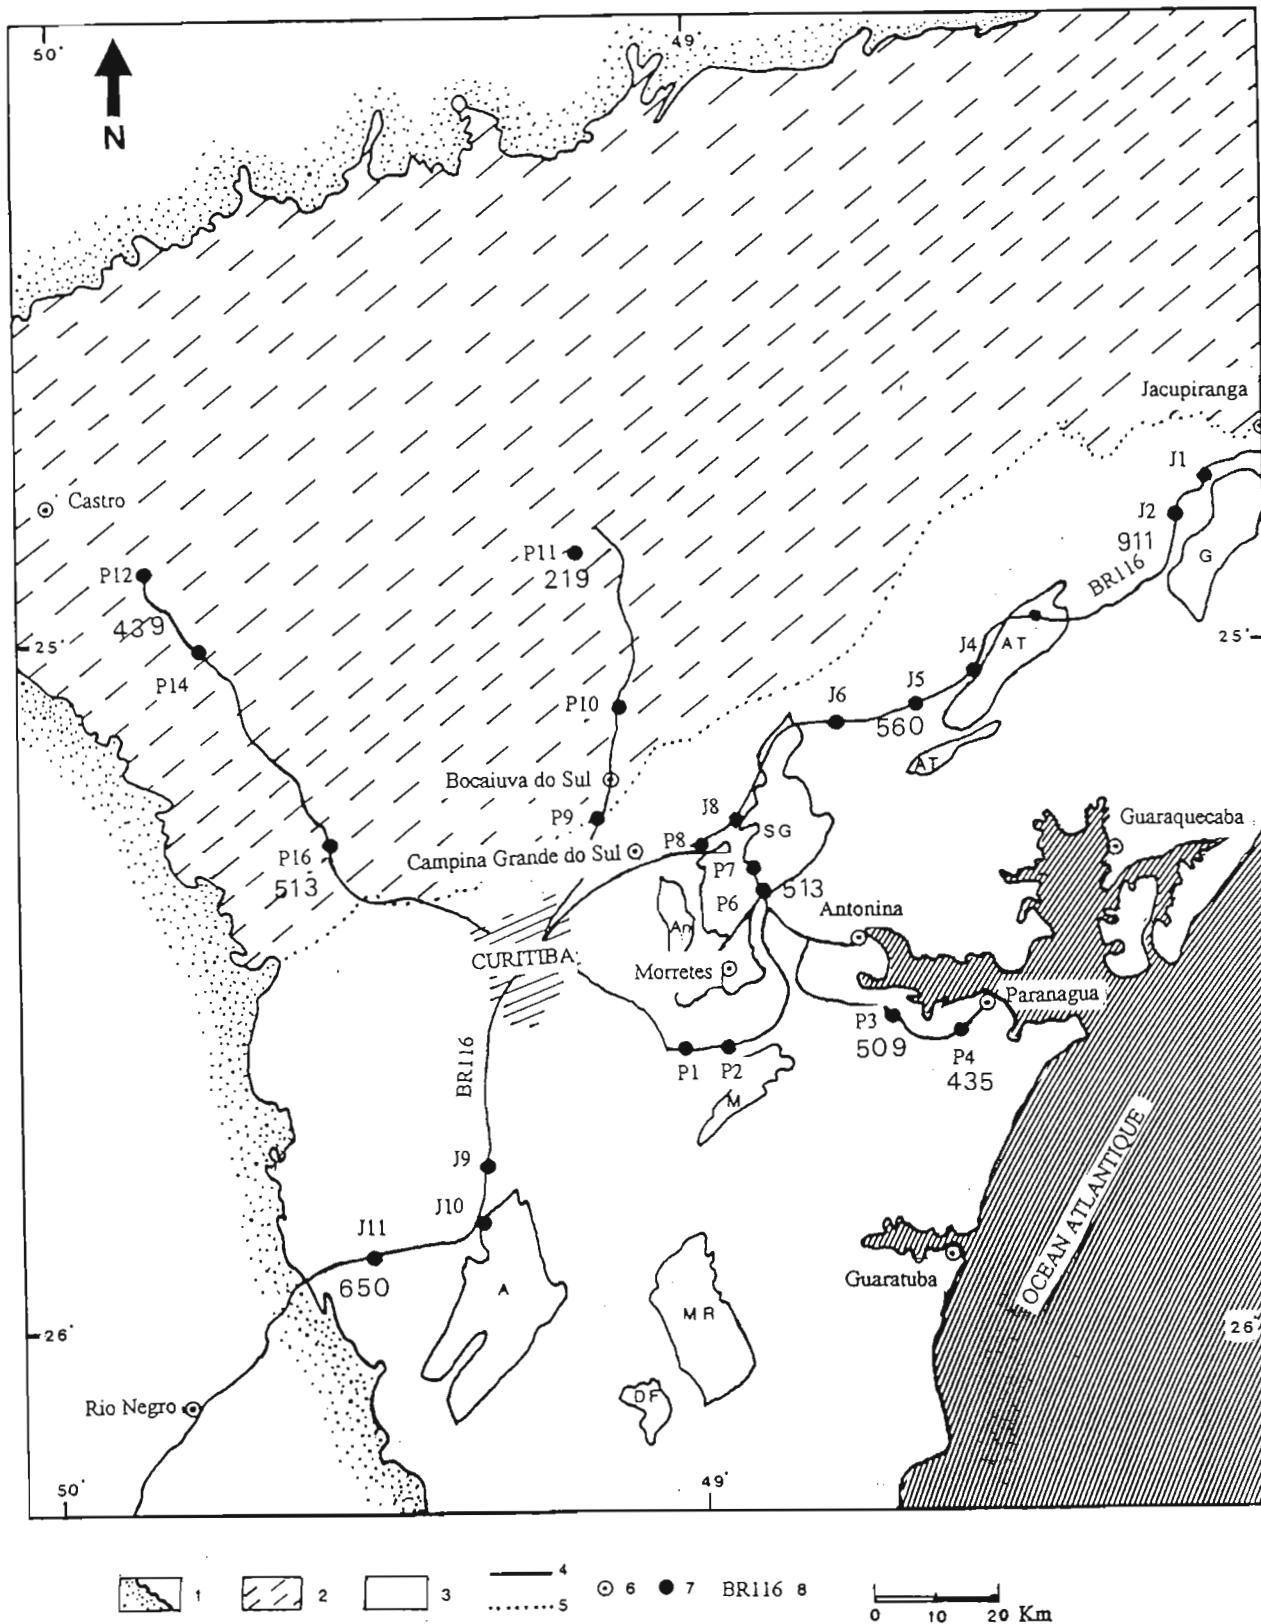 50°
49°
N
Jacupiranga
J1
J2
911
G
BR116
Castro
P11
219
P12
439
P14
25°
25°
J4
AT
J5
J6
560
AT
P10
Bocaiuva do Sul
P9
J8
SG
Guaraquecaba
P8
Campina Grande do Sul
P7
P16
513
513
P6
Antonina
An
CURITIBA
Morretes
Paranagua
P3
509
P4
435
P1
P2
M
BR116
OCEAN ATLANTIQUE
J9
J10
J11
650
A
MR
Guaratuba
26°
26°
DF
Rio Negro
50°
49°
1
2
3
4
5
6
7
BR116 8
0 10 20 Km